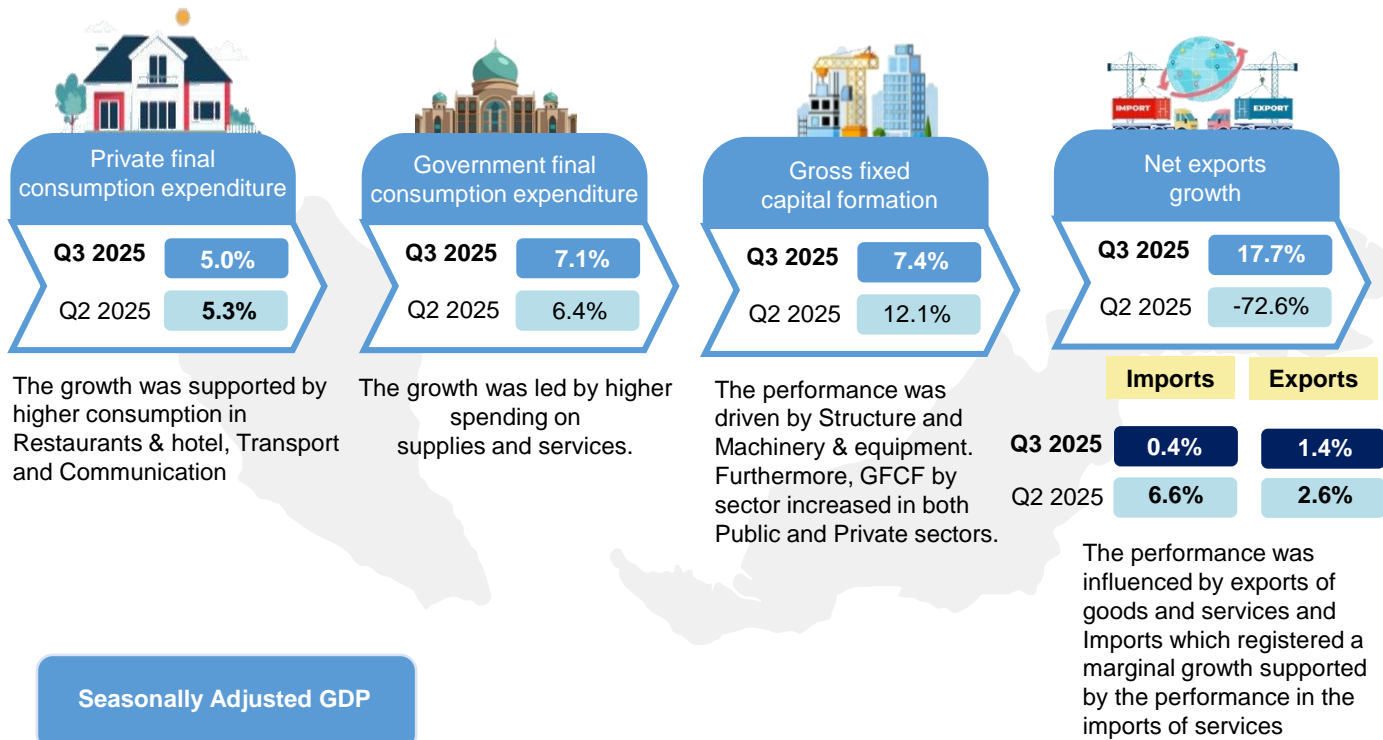 IMPORT
EXPORT
Private final
consumption expenditure
Q3 2025 5.0%
Q2 2025 5.3%
The growth was supported by
higher consumption in
Restaurants & hotel, Transport
and Communication
Government final
consumption expenditure
Q3 2025 7.1%
Q2 2025 6.4%
The growth was led by higher
spending on
supplies and services.
Gross fixed
capital formation
Q3 2025 7.4%
Q2 2025 12.1%
The performance was
driven by Structure and
Machinery & equipment.
Furthermore, GFCF by
sector increased in both
Public and Private sectors.
Net exports
growth
Q3 2025 17.7%
Q2 2025 -72.6%
Imports Exports
Q3 2025 0.4% 1.4%
Q2 2025 6.6% 2.6%
The performance was
influenced by exports of
goods and services and
Imports which registered a
marginal growth supported
by the performance in the
imports of services
Seasonally Adjusted GDP